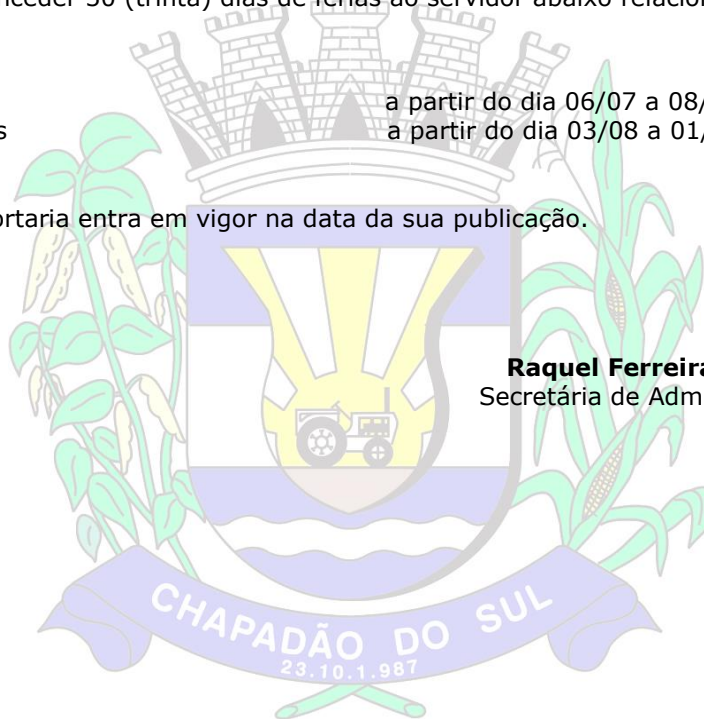 nceder 30 (trinta) dias de férias ao servidor abaixo relacion
a partir do dia 06/07 a 08/
s a partir do dia 03/08 a 01/
ortaria entra em vigor na data da sua publicação.
Raquel Ferreira
Secretária de Adm
CHAPADÃO DO SUL
23.10.1.987